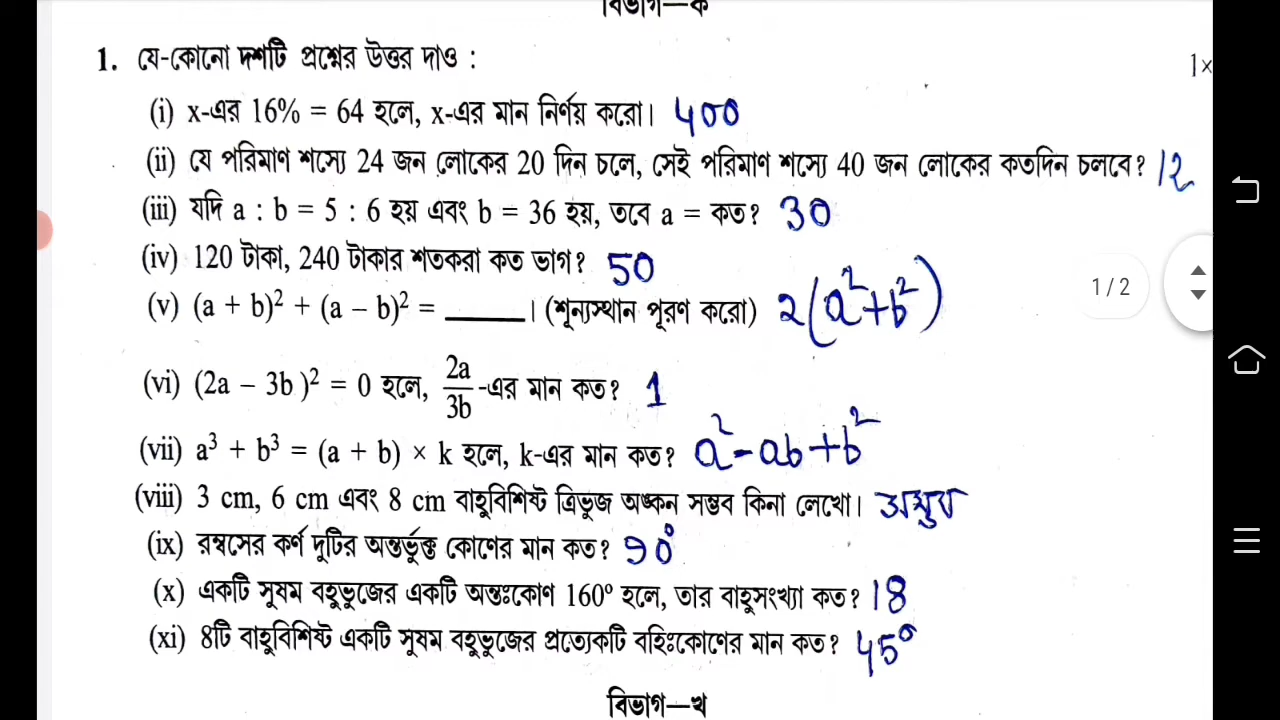 বিভাগ—ক
1. যে-কোনো দশটি প্রশ্নের উত্তর দাও : 1×
(i) x-এর 16% = 64 হলে, x-এর মান নির্ণয় করো। 400
(ii) যে পরিমাণ শস্যে 24 জন লোকের 20 দিন চলে, সেই পরিমাণ শস্যে 40 জন লোকের কতদিন চলবে? 12
(iii) যদি a : b = 5 : 6 হয় এবং b = 36 হয়, তবে a = কত? 30
(iv) 120 টাকা, 240 টাকার শতকরা কত ভাগ? 50
(v) (a + b)² + (a – b)² = ______। (শূন্যস্থান পূরণ করো) 2(a²+b²)
(vi) (2a – 3b )² = 0 হলে, 2a/3b-এর মান কত? 1
(vii) a³ + b³ = (a + b) × k হলে, k-এর মান কত? a²-ab+b²
(viii) 3 cm, 6 cm এবং 8 cm বাহুবিশিষ্ট ত্রিভুজ অঙ্কন সম্ভব কিনা লেখো।
(ix) রম্বসের কর্ণ দুটির অন্তর্ভুক্ত কোণের মান কত? 90°
(x) একটি সুষম বহুভুজের একটি অন্তঃকোণ 160° হলে, তার বাহুসংখ্যা কত? 18
(xi) 8টি বাহুবিশিষ্ট একটি সুষম বহুভুজের প্রত্যেকটি বহিঃকোণের মান কত? 45°
বিভাগ—খ
1/2